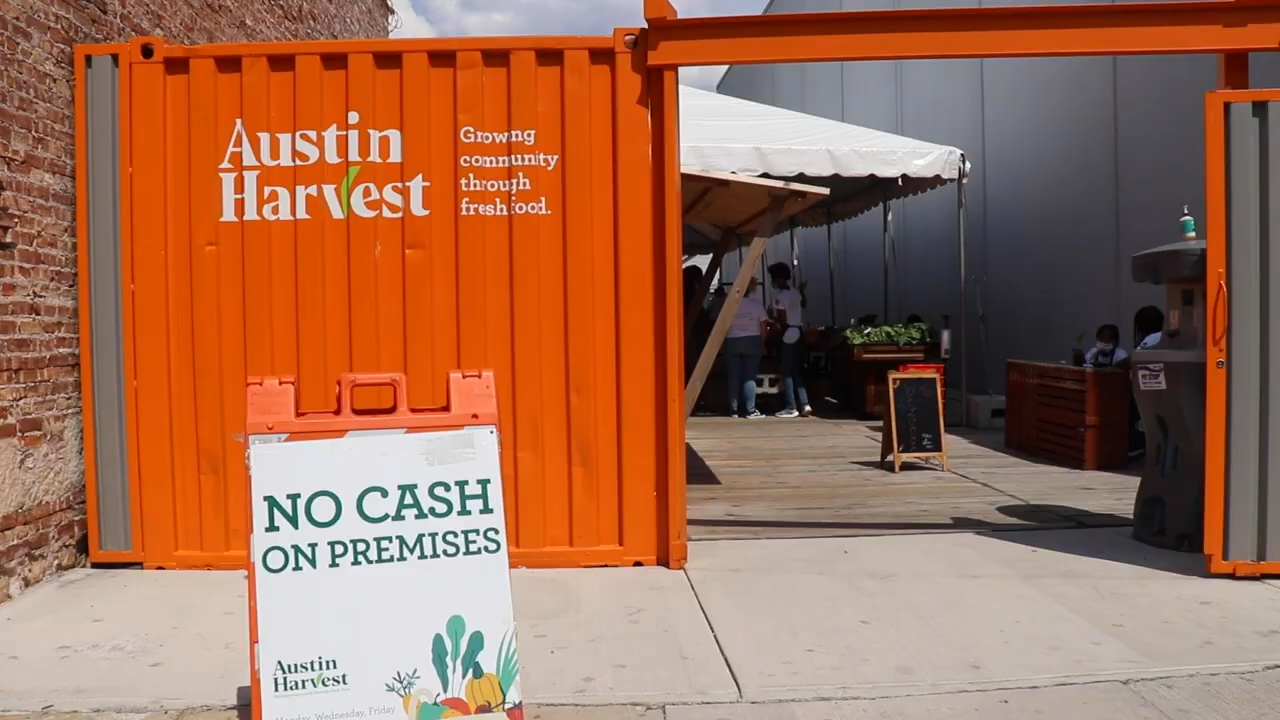 Austin
Harvest
Growing
community
through
fresh food.
NO CASH
ON PREMISES
Austin
Harvest
Monday, Wednesday, Friday